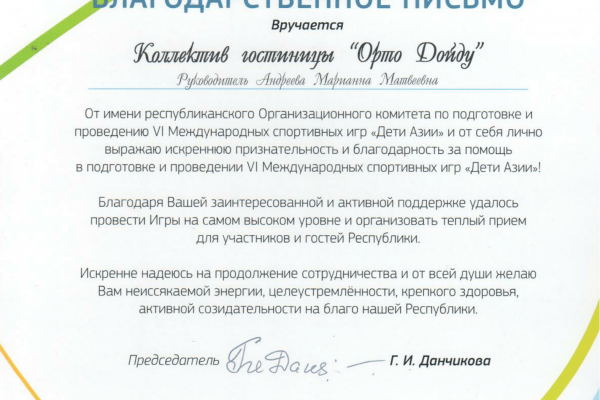 БЛАГОДАРСТВЕННОЕ ПИСЬМО
Вручается
Коллектив гостиницы "Орто Дойду"
Руководитель Андреева Марианна Матвеевна
От имени республиканского Организационного комитета по подготовке и
проведению VI Международных спортивных игр «Дети Азии» и от себя лично
выражаю искреннюю признательность и благодарность за помощь
в подготовке и проведении VI Международных спортивных игр «Дети Азии»!
Благодаря Вашей заинтересованной и активной поддержке удалось
провести Игры на самом высоком уровне и организовать теплый прием
для участников и гостей Республики.
Искренне надеюсь на продолжение сотрудничества и от всей души желаю
Вам неиссякаемой энергии, целеустремлённости, крепкого здоровья,
активной созидательности на благо нашей Республики.
Председатель Г. И. Данчикова